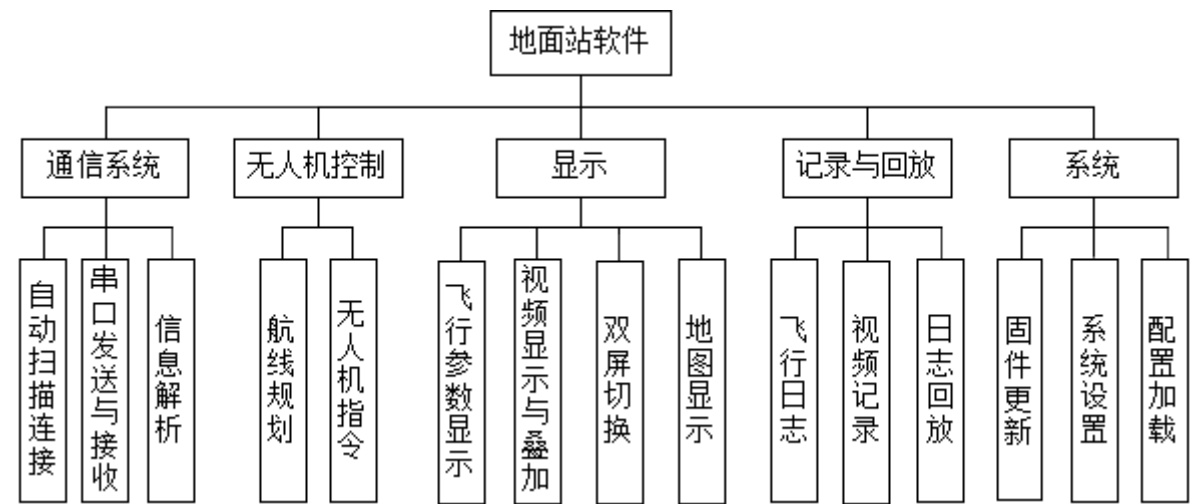 地面站软件
通信系统
无人机控制
显示
记录与回放
系统
自动扫描连接
串口发送与接收
信息解析
航线规划
无人机指令
飞行参数显示
视频显示与叠加
双屏切换
地图显示
飞行日志
视频记录
日志回放
固件更新
系统设置
配置加载